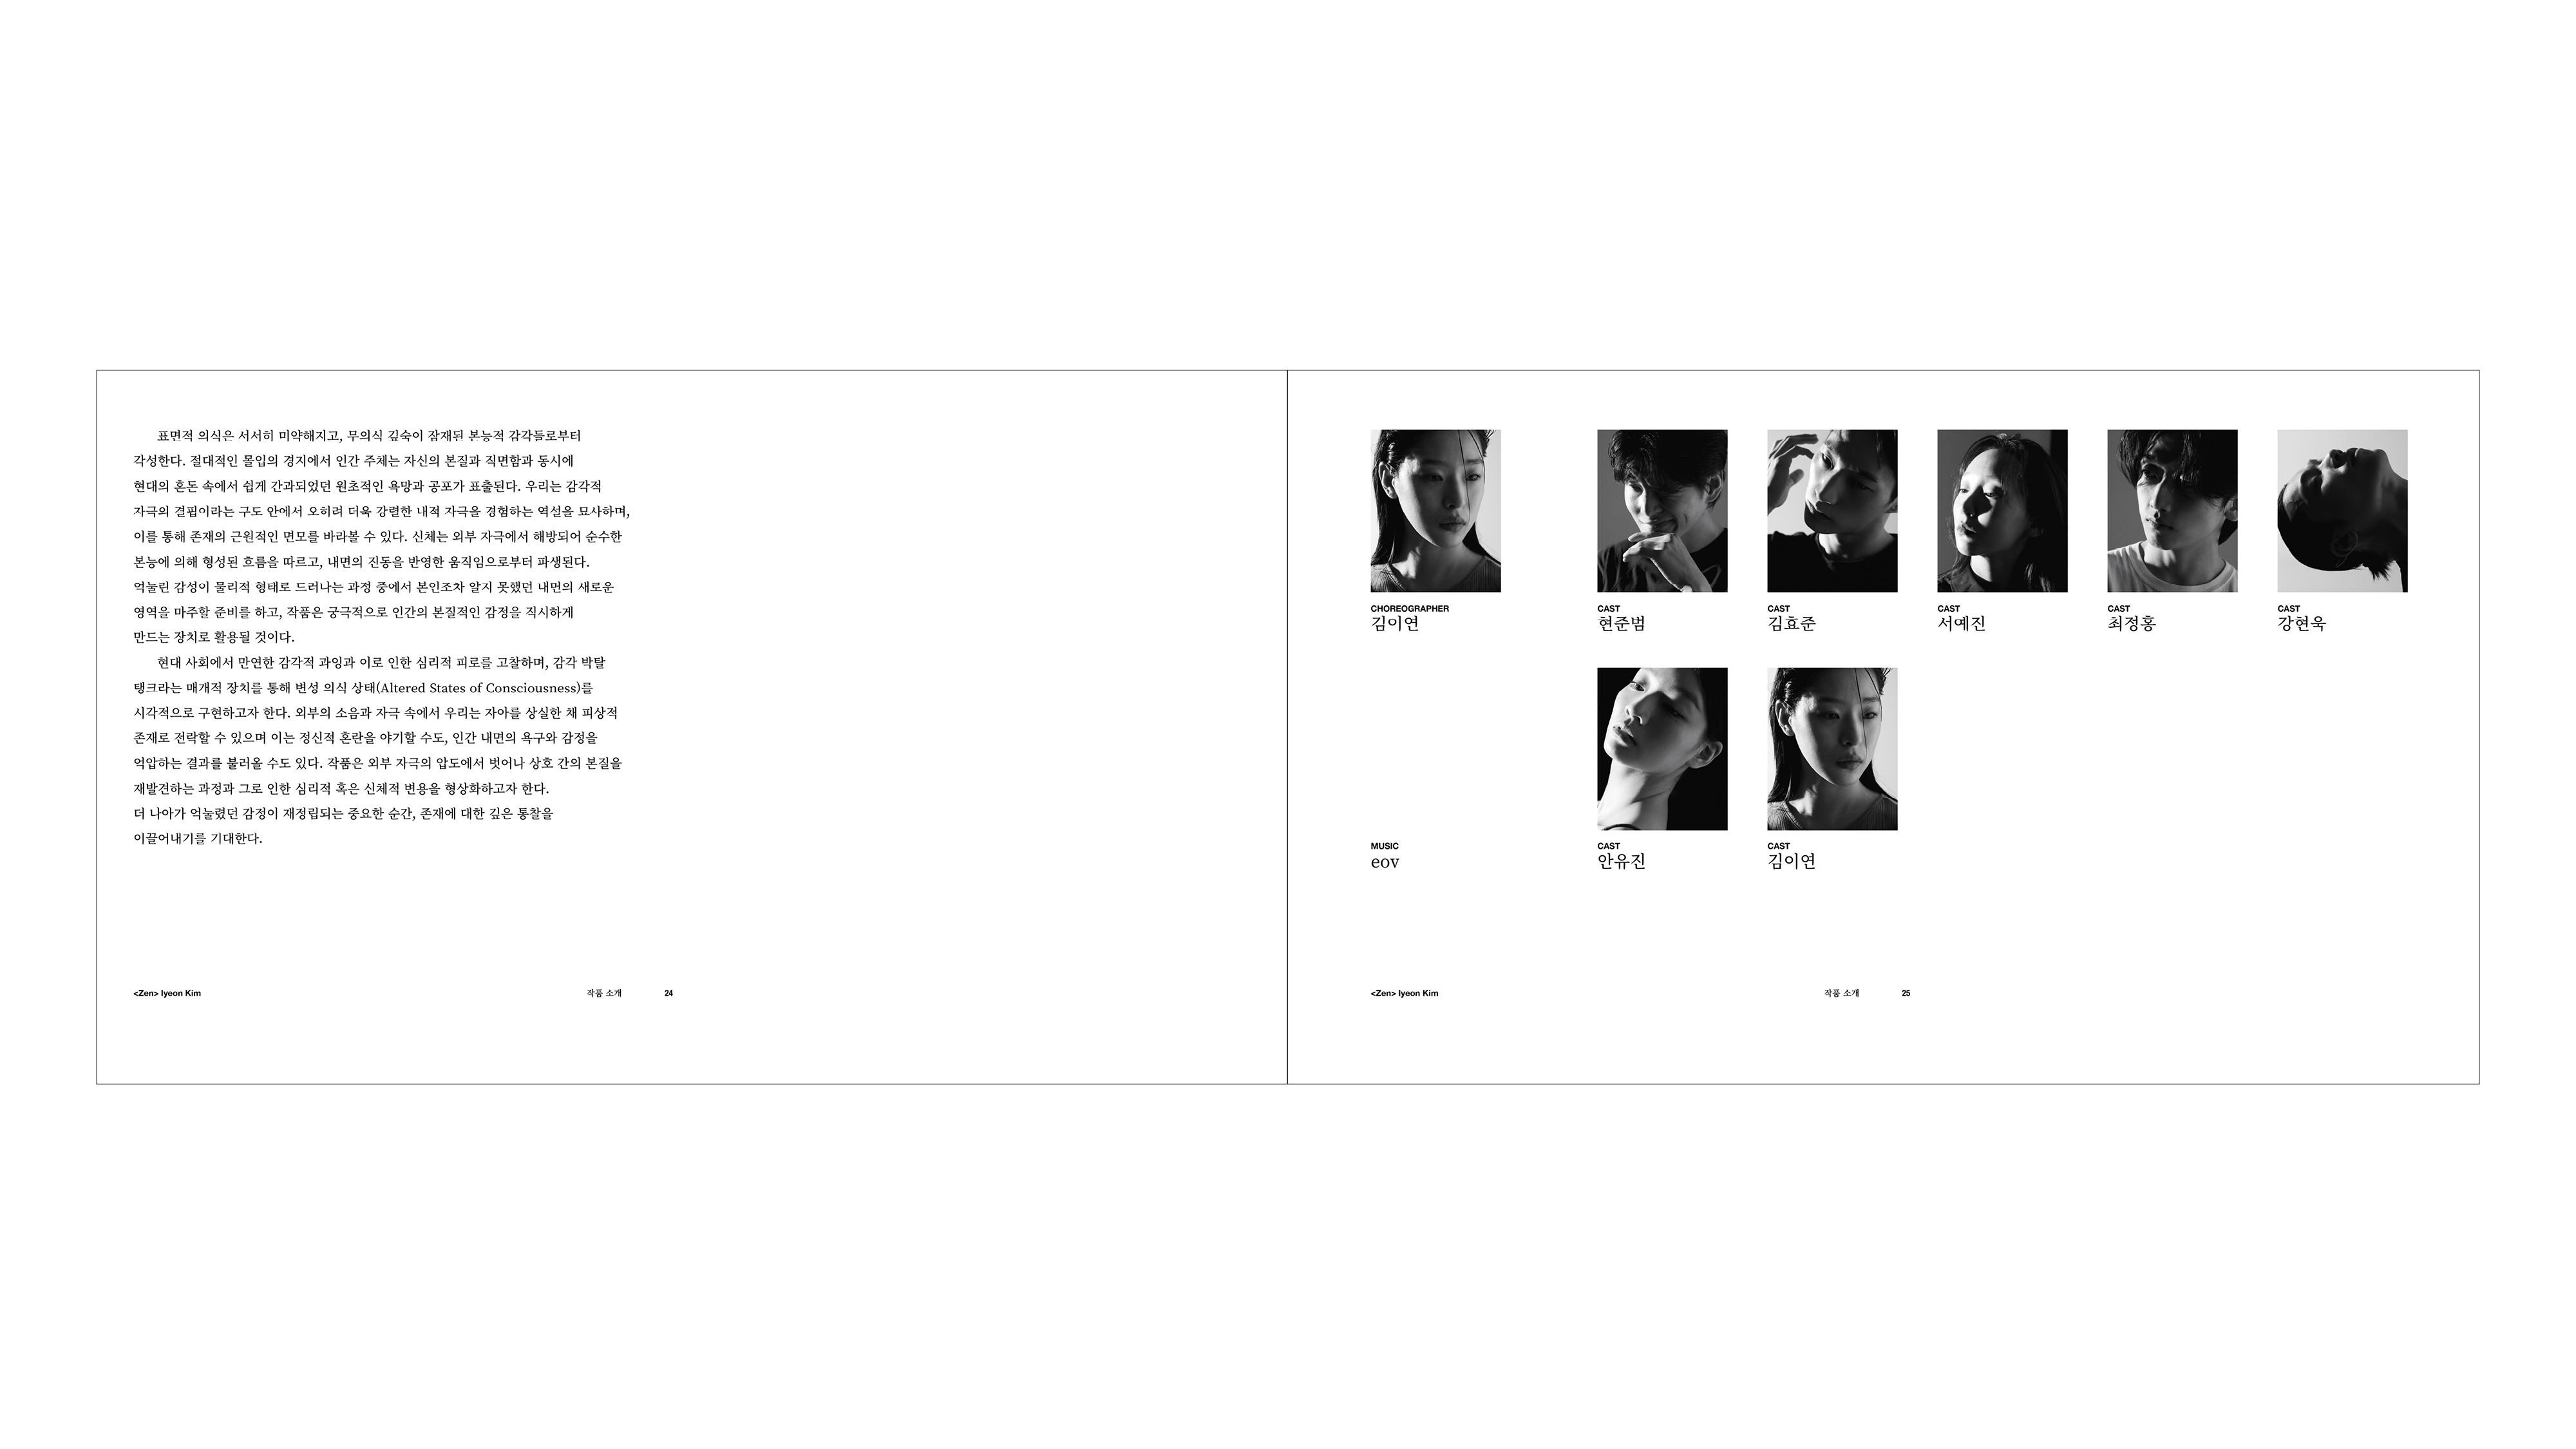 표면적 의식은 서서히 미약해지고, 무의식 깊숙이 잠재된 본능적 감각들로부터
각성한다. 절대적인 몰입의 경지에서 인간 주체는 자신의 본질과 직면함과 동시에
현대의 혼돈 속에서 쉽게 간과되었던 원초적인 욕망과 공포가 표출된다. 우리는 감각적
자극의 결핍이라는 구도 안에서 오히려 더욱 강렬한 내적 자극을 경험하는 역설을 묘사하며,
이를 통해 존재의 근원적인 면모를 바라볼 수 있다. 신체는 외부 자극에서 해방되어 순수한
본능에 의해 형성된 흐름을 따르고, 내면의 진동을 반영한 움직임으로부터 파생된다.
억눌린 감성이 물리적 형태로 드러나는 과정 중에서 본인조차 알지 못했던 내면의 새로운
영역을 마주할 준비를 하고, 작품은 궁극적으로 인간의 본질적인 감정을 직시하게
만드는 장치로 활용될 것이다.
현대 사회에서 만연한 감각적 과잉과 이로 인한 심리적 피로를 고찰하며, 감각 박탈
탱크라는 매개적 장치를 통해 변성 의식 상태(Altered States of Consciousness)를
시각적으로 구현하고자 한다. 외부의 소음과 자극 속에서 우리는 자아를 상실한 채 피상적
존재로 전락할 수 있으며 이는 정신적 혼란을 야기할 수도, 인간 내면의 욕구와 감정을
억압하는 결과를 불러올 수도 있다. 작품은 외부 자극의 압도에서 벗어나 상호 간의 본질을
재발견하는 과정과 그로 인한 심리적 혹은 신체적 변용을 형상화하고자 한다.
더 나아가 억눌렸던 감정이 재정립되는 중요한 순간, 존재에 대한 깊은 통찰을
이끌어내기를 기대한다.
<Zen> Iyeon Kim 작품 소개 24
CHOREOGRAPHER
김이연
CAST
현준범
CAST
김효준
CAST
서예진
CAST
최정홍
CAST
강현욱
MUSIC
eov
CAST
안유진
CAST
김이연
<Zen> Iyeon Kim 작품 소개 25